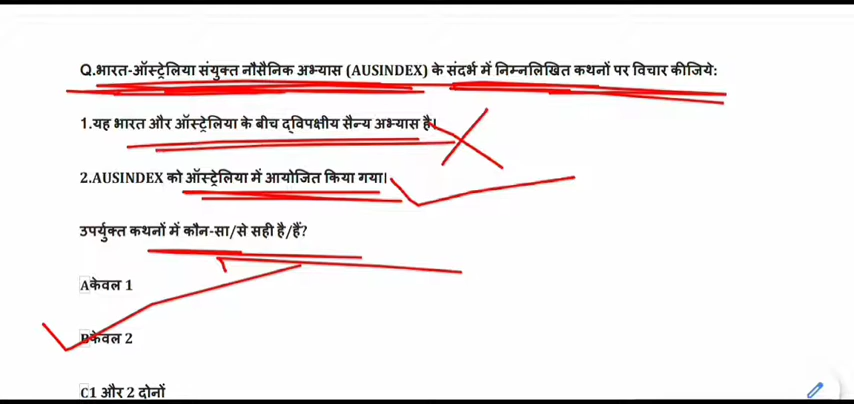 Q.भारत-ऑस्ट्रेलिया संयुक्त नौसैनिक अभ्यास (AUSINDEX) के संदर्भ में निम्नलिखित कथनों पर विचार कीजिये:
1.यह भारत और ऑस्ट्रेलिया के बीच द्विपक्षीय सैन्य अभ्यास है।
2.AUSINDEX को ऑस्ट्रेलिया में आयोजित किया गया।
उपर्युक्त कथनों में कौन-सा/से सही है/हैं?
Aकेवल 1
Bकेवल 2
C1 और 2 दोनों